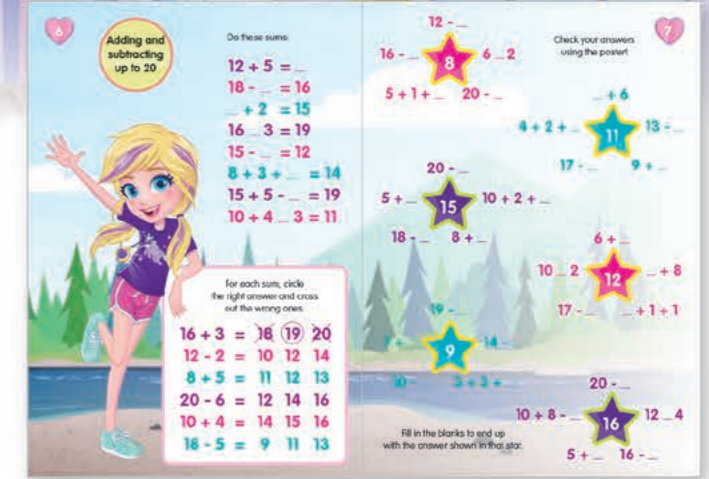 6
Adding and
subtracting
up to 20
Do these sums:
12 + 5 = _
18 - _ = 16
_ + 2 = 15
16 _ 3 = 19
15 - _ = 12
8 + 3 + _ = 14
15 + 5 - _ = 19
10 + 4 _ 3 = 11
For each sum, circle
the right answer and cross
out the wrong ones.
16 + 3 = 18 19 20
12 - 2 = 10 12 14
8 + 5 = 11 12 13
20 - 6 = 12 14 16
10 + 4 = 14 15 16
18 - 5 = 9 11 13
7
Check your answers
using the poster!
12 - _
16 - _ 8 6 _ 2
5 + 1 + _ 20 - _
_ + 6
4 + 2 + _ 11 13 - _
17 - _ 9 + _
20 - _
5 + _ 15 10 + 2 + _
18 - _ 8 + _
6 + _
10 _ 2 12 _ + 8
17 - _ _ + 1 + 1
19 - _
9 14 - _
3 + 3 + _
20 - _
10 + 8 - _ 16 12 _ 4
5 + _ 16 - _
Fill in the blanks to end up
with the answer shown in that star.